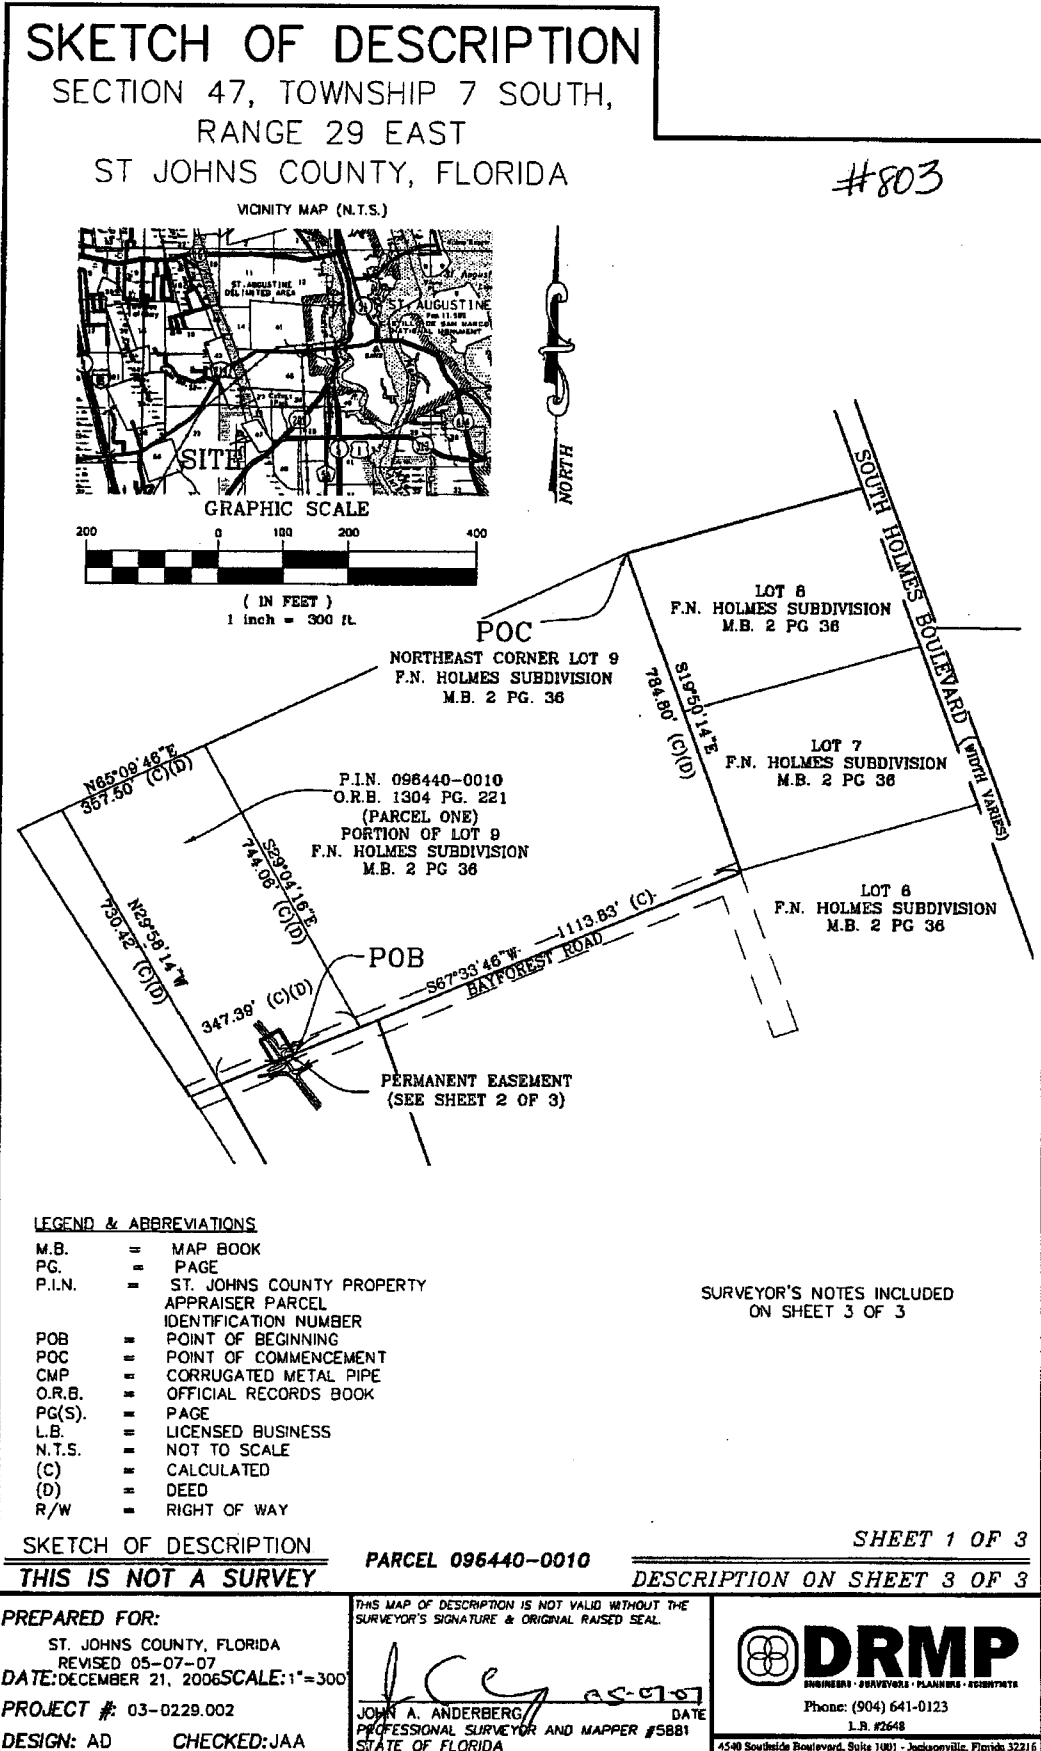 SKETCH OF DESCRIPTION
SECTION 47, TOWNSHIP 7 SOUTH,
RANGE 29 EAST
ST JOHNS COUNTY, FLORIDA
#803
VICINITY MAP (N.T.S.)
ST. AUGUSTINE
DELIMITED AREA
ST. AUGUSTINE
NATIONAL MONUMENT
SITE
NORTH
GRAPHIC SCALE
200 0 100 200 400
( IN FEET )
1 inch = 300 ft.
SOUTH HOLMES BOULEVARD (WIDTH VARIES)
LOT 8
F.N. HOLMES SUBDIVISION
M.B. 2 PG 36
POC
NORTHEAST CORNER LOT 9
F.N. HOLMES SUBDIVISION
M.B. 2 PG. 36
S19°50'14"E
784.80' (C)(D)
LOT 7
F.N. HOLMES SUBDIVISION
M.B. 2 PG 36
N65°09'46"E
357.50' (C)(D)
P.I.N. 096440-0010
O.R.B. 1304 PG. 221
(PARCEL ONE)
PORTION OF LOT 9
F.N. HOLMES SUBDIVISION
M.B. 2 PG 36
S29°04'16"E
744.06' (C)(D)
LOT 6
F.N. HOLMES SUBDIVISION
M.B. 2 PG 36
N29°58'14"W
730.42' (C)(D)
POB
S67°33'46"W 1113.83' (C)
BAYFOREST ROAD
347.39' (C)(D)
PERMANENT EASEMENT
(SEE SHEET 2 OF 3)
LEGEND & ABBREVIATIONS
M.B. = MAP BOOK
PG. = PAGE
P.I.N. = ST. JOHNS COUNTY PROPERTY
APPRAISER PARCEL
IDENTIFICATION NUMBER
POB = POINT OF BEGINNING
POC = POINT OF COMMENCEMENT
CMP = CORRUGATED METAL PIPE
O.R.B. = OFFICIAL RECORDS BOOK
PG(S). = PAGE
L.B. = LICENSED BUSINESS
N.T.S. = NOT TO SCALE
(C) = CALCULATED
(D) = DEED
R/W = RIGHT OF WAY
SURVEYOR'S NOTES INCLUDED
ON SHEET 3 OF 3
SKETCH OF DESCRIPTION
THIS IS NOT A SURVEY
PARCEL 096440-0010
SHEET 1 OF 3
DESCRIPTION ON SHEET 3 OF 3
PREPARED FOR:
ST. JOHNS COUNTY, FLORIDA
REVISED 05-07-07
DATE: DECEMBER 21, 2006 SCALE: 1"=300'
PROJECT #: 03-0229.002
DESIGN: AD CHECKED: JAA
THIS MAP OF DESCRIPTION IS NOT VALID WITHOUT THE
SURVEYOR'S SIGNATURE & ORIGINAL RAISED SEAL.
05-07-07
JOHN A. ANDERBERG DATE
PROFESSIONAL SURVEYOR AND MAPPER #5881
STATE OF FLORIDA
DRMP
ENGINEERS • SURVEYORS • PLANNERS • SCIENTISTS
Phone: (904) 641-0123
L.B. #2648
4540 Southside Boulevard, Suite 1001 - Jacksonville, Florida 32216